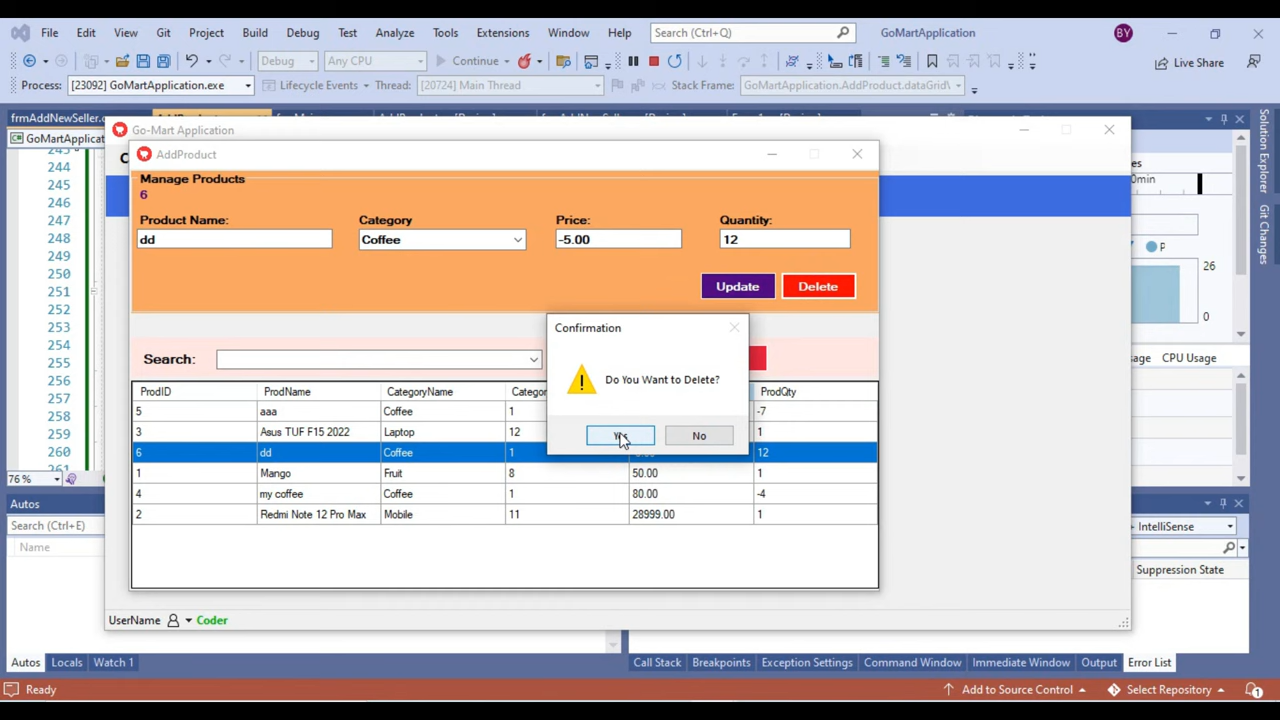 File Edit View Git Project Build Debug Test Analyze Tools Extensions Window Help Search (Ctrl+Q) GoMartApplication BY
Debug Any CPU Continue
Live Share
Process: [23092] GoMartApplication.exe Lifecycle Events Thread: [20724] Main Thread Stack Frame: GoMartApplication.AddProduct.dataGrid\
frmAddNewSeller.
GoMartApplicat
Go-Mart Application
AddProduct
Manage Products
6
Product Name: Category Price: Quantity:
dd Coffee -5.00 12
Update Delete
Confirmation
Do You Want to Delete?
No
Search:
ProdID ProdName CategoryName Categor ProdQty
5 aaa Coffee 1 -7
3 Asus TUF F15 2022 Laptop 12 1
6 dd Coffee 1 12
1 Mango Fruit 8 50.00 1
4 my coffee Coffee 1 80.00 -4
2 Redmi Note 12 Pro Max Mobile 11 28999.00 1
UserName Coder
244
245
246
247
248
249
250
251
252
253
254
255
256
257
258
259
260
261
76 %
Solution Explorer
Git Changes
es
0min
P
26
0
sage CPU Usage
IntelliSense
Suppression State
Autos
Search (Ctrl+E)
Name
Autos Locals Watch 1 Call Stack Breakpoints Exception Settings Command Window Immediate Window Output Error List
Ready Add to Source Control Select Repository 1